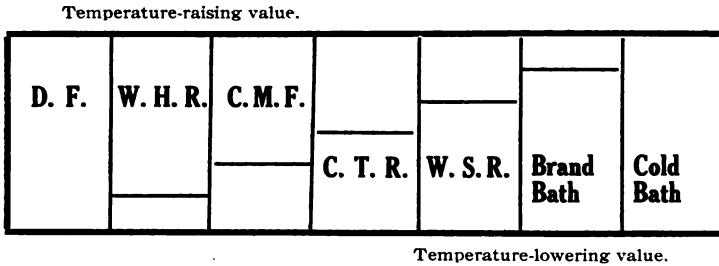 Temperature-raising value.
D. F. W. H. R. C. M. F.
C. T. R. W. S. R. Brand Cold
Bath Bath
Temperature-lowering value.